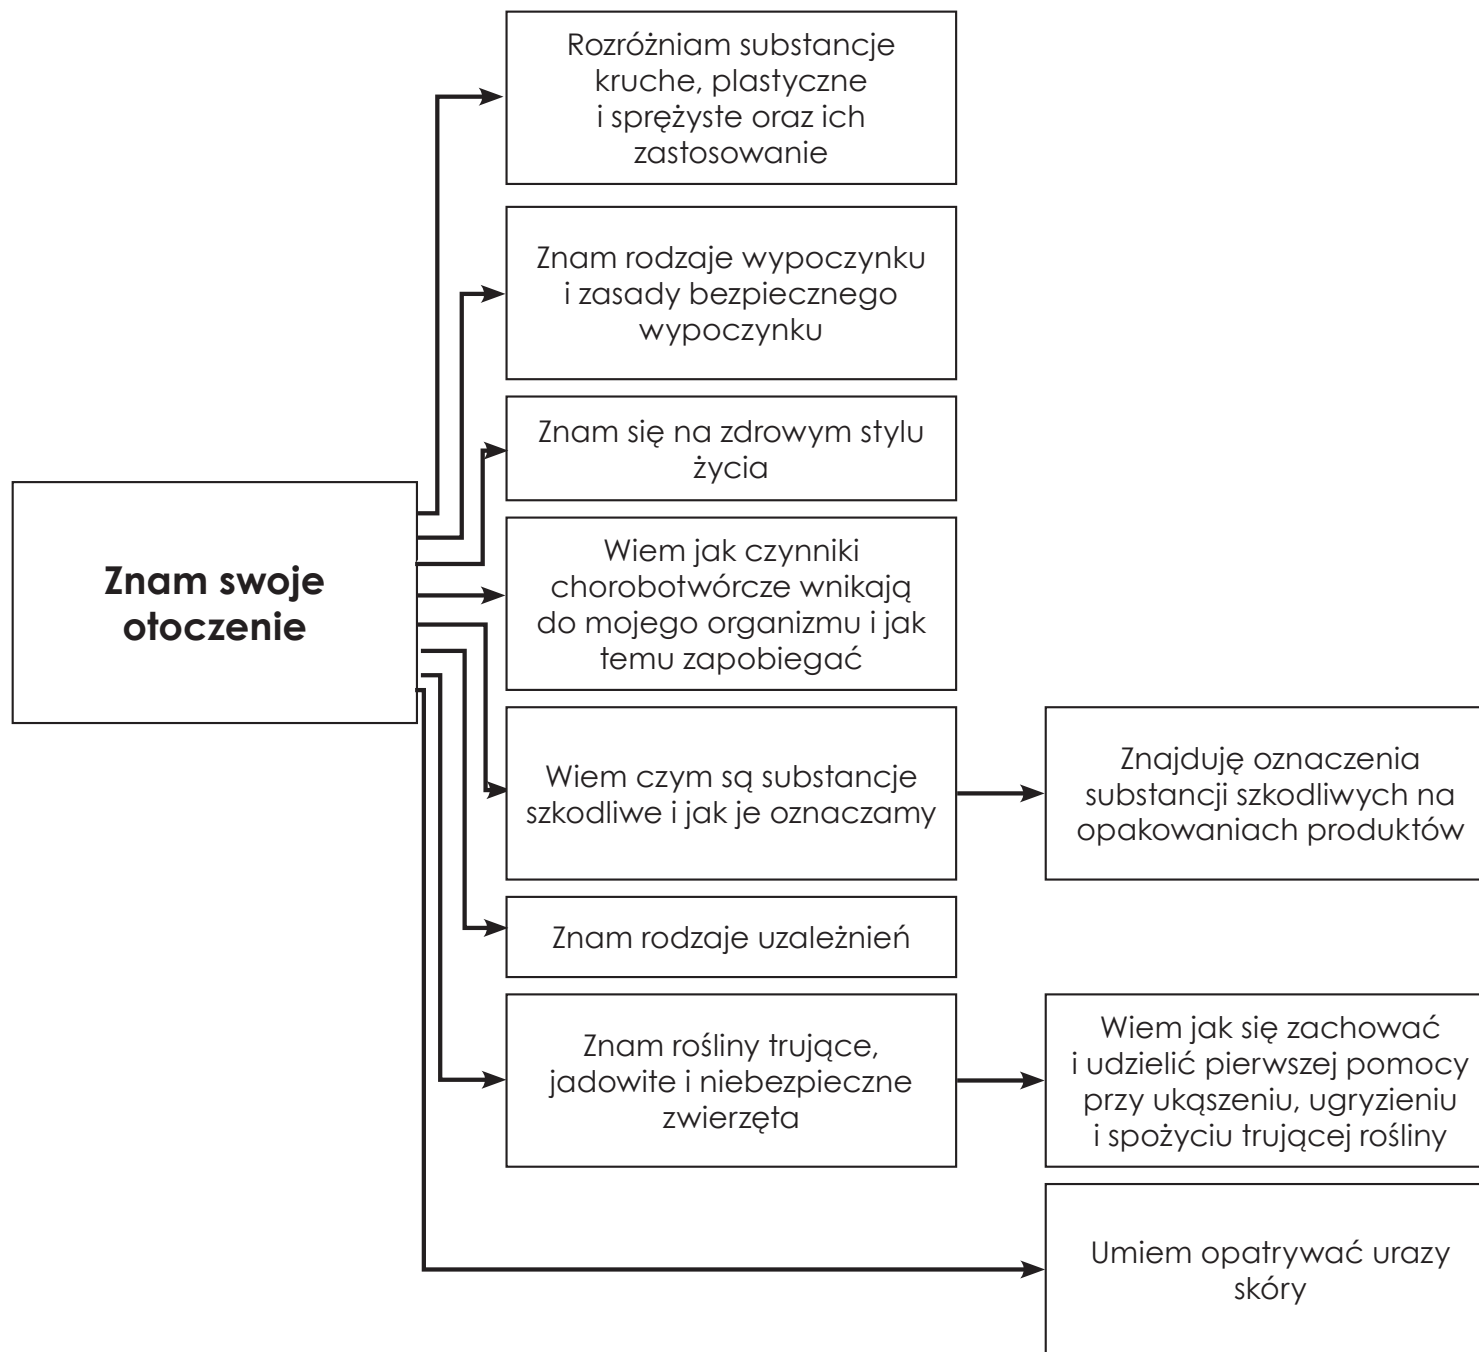 Rozróżniam substancje
kruche, plastyczne
i sprężyste oraz ich
zastosowanie
Znam rodzaje wypoczynku
i zasady bezpiecznego
wypoczynku
Znam się na zdrowym stylu
życia
Znam swoje
otoczenie
Wiem jak czynniki
chorobotwórcze wnikają
do mojego organizmu i jak
temu zapobiegać
Wiem czym są substancje
szkodliwe i jak je oznaczamy
Znajduję oznaczenia
substancji szkodliwych na
opakowaniach produktów
Znam rodzaje uzależnień
Znam rośliny trujące,
jadowite i niebezpieczne
zwierzęta
Wiem jak się zachować
i udzielić pierwszej pomocy
przy ukąszeniu, ugryzieniu
i spożyciu trującej rośliny
Umiem opatrywać urazy
skóry